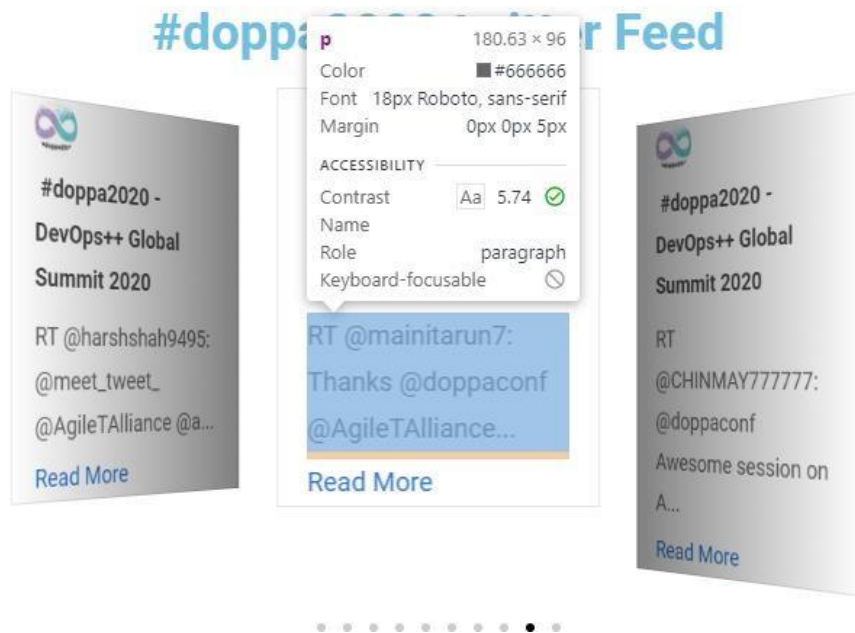 #dopp
r Feed
p 180.63 × 96
Color #666666
Font 18px Roboto, sans-serif
Margin 0px 0px 5px
ACCESSIBILITY
Contrast Aa 5.74
Name
Role paragraph
Keyboard-focusable
#doppa2020 -
DevOps++ Global
Summit 2020
RT @harshshah9495:
@meet_tweet_
@AgileTAlliance @a...
Read More
RT @mainitarun7:
Thanks @doppaconf
@AgileTAlliance...
Read More
#doppa2020 -
DevOps++ Global
Summit 2020
RT
@CHINMAY777777:
@doppaconf
Awesome session on
A...
Read More